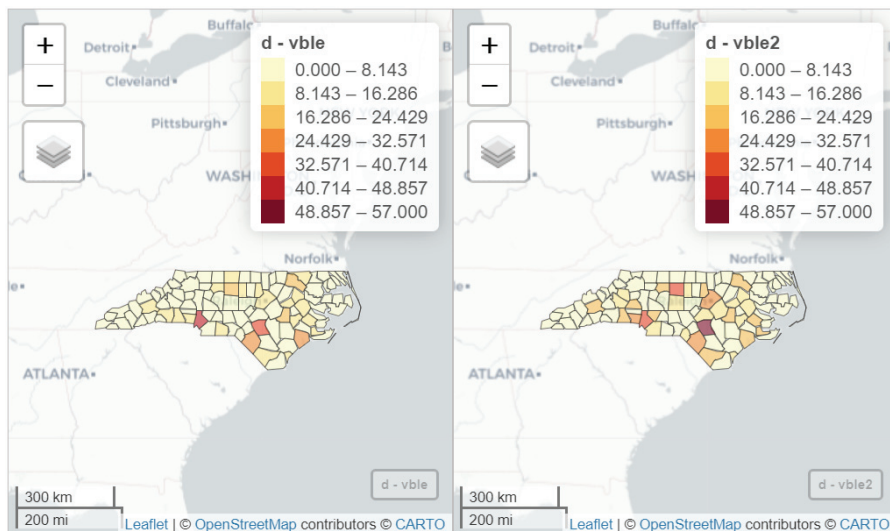 +
−
Buffalo
Detroit
Cleveland
Pittsburgh
WASHIN
Norfolk
ATLANTA
d - vble
0.000 – 8.143
8.143 – 16.286
16.286 – 24.429
24.429 – 32.571
32.571 – 40.714
40.714 – 48.857
48.857 – 57.000
d - vble
300 km
200 mi
Leaflet | © OpenStreetMap contributors © CARTO
+
−
Buffalo
Detroit
Cleveland
Pittsburgh
WASH
Norfolk
ATLANTA
d - vble2
0.000 – 8.143
8.143 – 16.286
16.286 – 24.429
24.429 – 32.571
32.571 – 40.714
40.714 – 48.857
48.857 – 57.000
d - vble2
300 km
200 mi
Leaflet | © OpenStreetMap contributors © CARTO